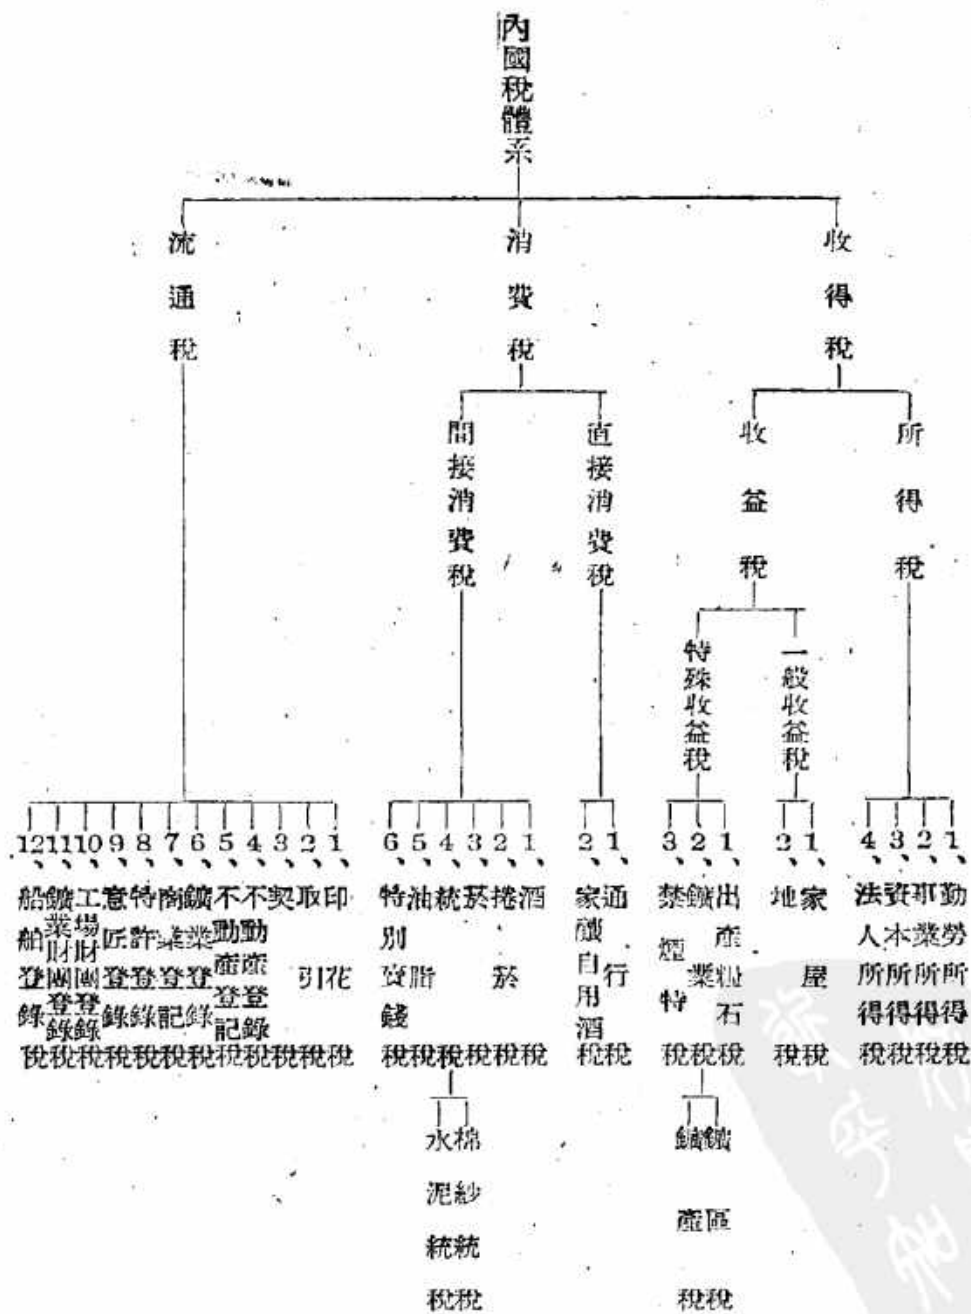 內國稅體系
收得稅
消費稅
流通稅
所得稅
收益稅
直接消費稅
間接消費稅
一般收益稅
特殊收益稅
1、勤勞所得稅
2、事業所得稅
3、資本所得稅
4、法人所得稅
1、家屋稅
2、地稅
1、出產糧石稅
2、鑛業稅
3、禁煙特稅
1、通行稅
2、家釀自用酒稅
1、酒稅
2、捲菸稅
3、菸稅
4、統稅
5、油脂稅
6、特別賣錢稅
1、印花稅
2、取引稅
3、契稅
4、不動產登錄稅
5、不動產登記稅
6、鑛業登錄稅
7、商業登記稅
8、特許登錄稅
9、意匠登錄稅
10、工場財團登錄稅
11、鑛業財團登錄稅
12、船舶登錄稅
鑛區稅
鑛產稅
棉紗統稅
水泥統稅